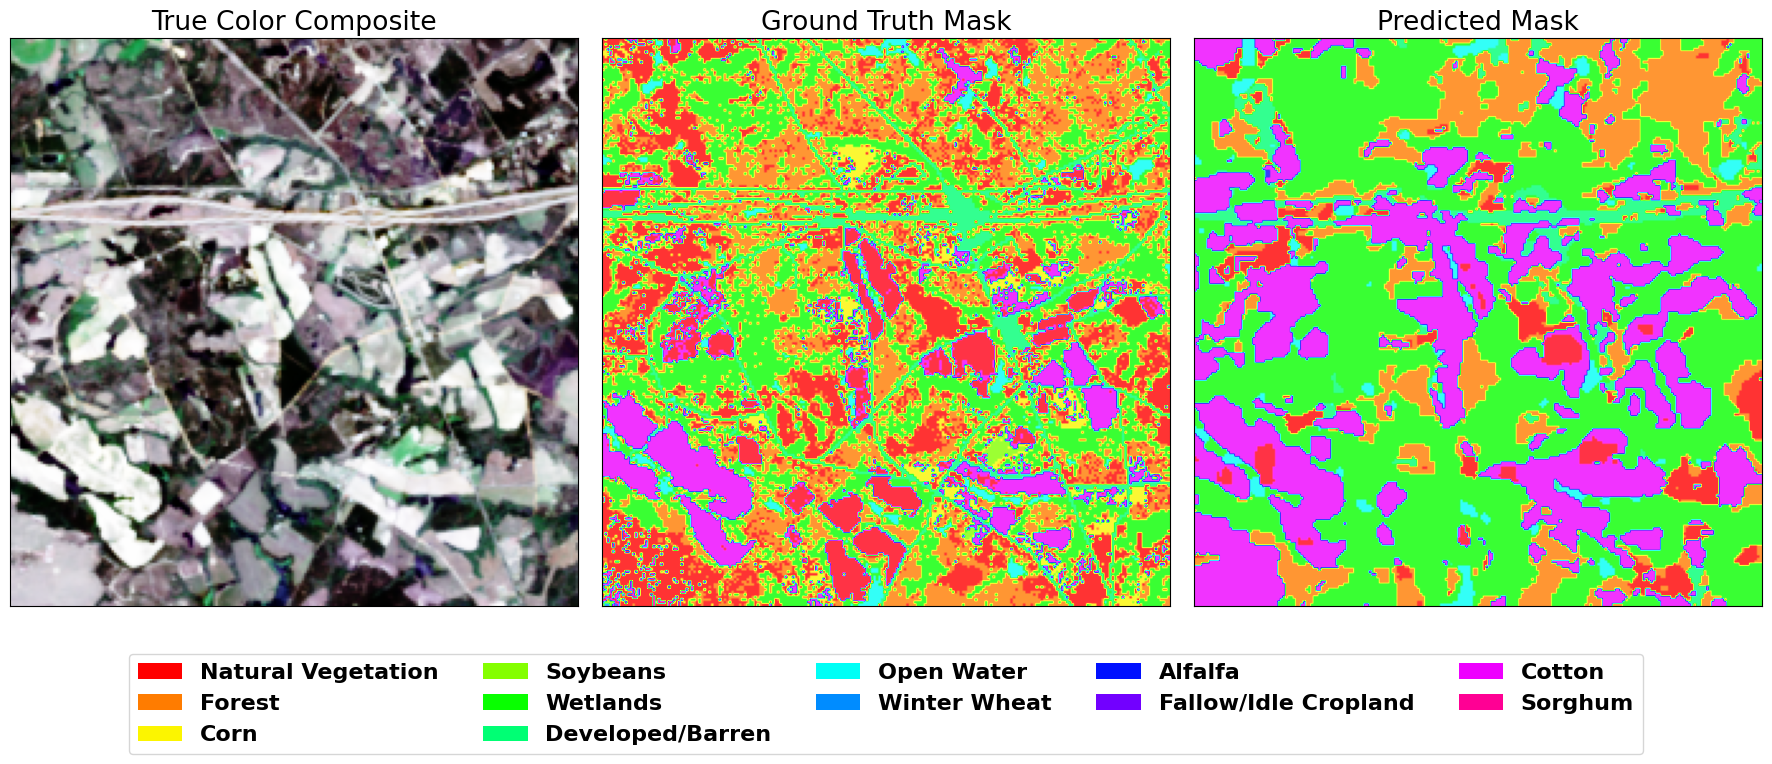 True Color Composite
Ground Truth Mask
Predicted Mask
Natural Vegetation
Forest
Corn
Soybeans
Wetlands
Developed/Barren
Open Water
Winter Wheat
Alfalfa
Fallow/Idle Cropland
Cotton
Sorghum